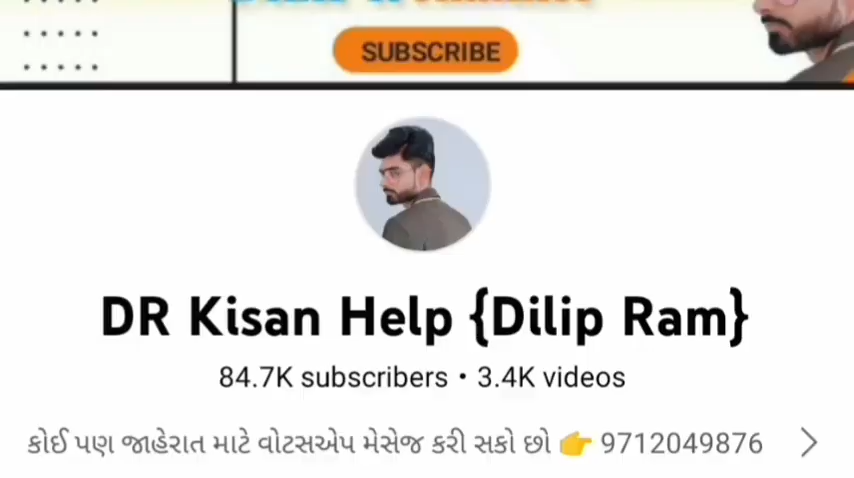 SUBSCRIBE
DR Kisan Help {Dilip Ram}
84.7K subscribers • 3.4K videos
કોઈ પણ જાહેરાત માટે વોટસએપ મેસેજ કરી સકો છો 👉 9712049876